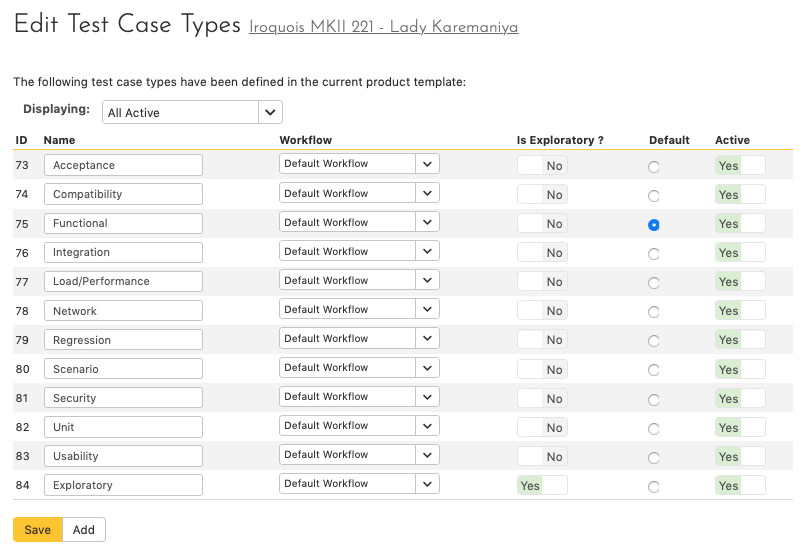 Edit Test Case Types Iroquois MKII 221 - Lady Karemaniya
The following test case types have been defined in the current product template:
Displaying: All Active
ID Name Workflow Is Exploratory ? Default Active
73 Acceptance Default Workflow No Yes
74 Compatibility Default Workflow No Yes
75 Functional Default Workflow No Yes
76 Integration Default Workflow No Yes
77 Load/Performance Default Workflow No Yes
78 Network Default Workflow No Yes
79 Regression Default Workflow No Yes
80 Scenario Default Workflow No Yes
81 Security Default Workflow No Yes
82 Unit Default Workflow No Yes
83 Usability Default Workflow No Yes
84 Exploratory Default Workflow Yes Yes
Save Add